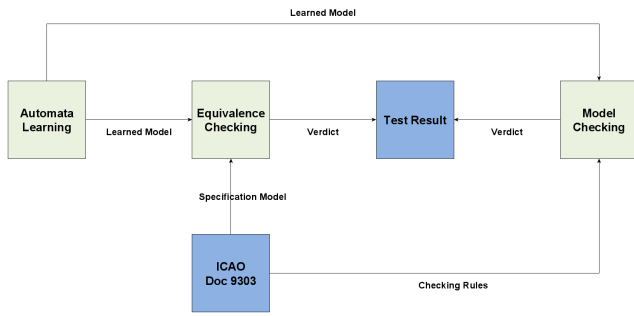 Learned Model
Automata
Learning
Learned Model
Equivalence
Checking
Verdict
Test Result
Verdict
Model
Checking
Specification Model
ICAO
Doc 9303
Checking Rules